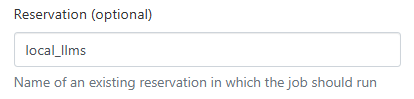 Reservation (optional)
local_llms
Name of an existing reservation in which the job should run